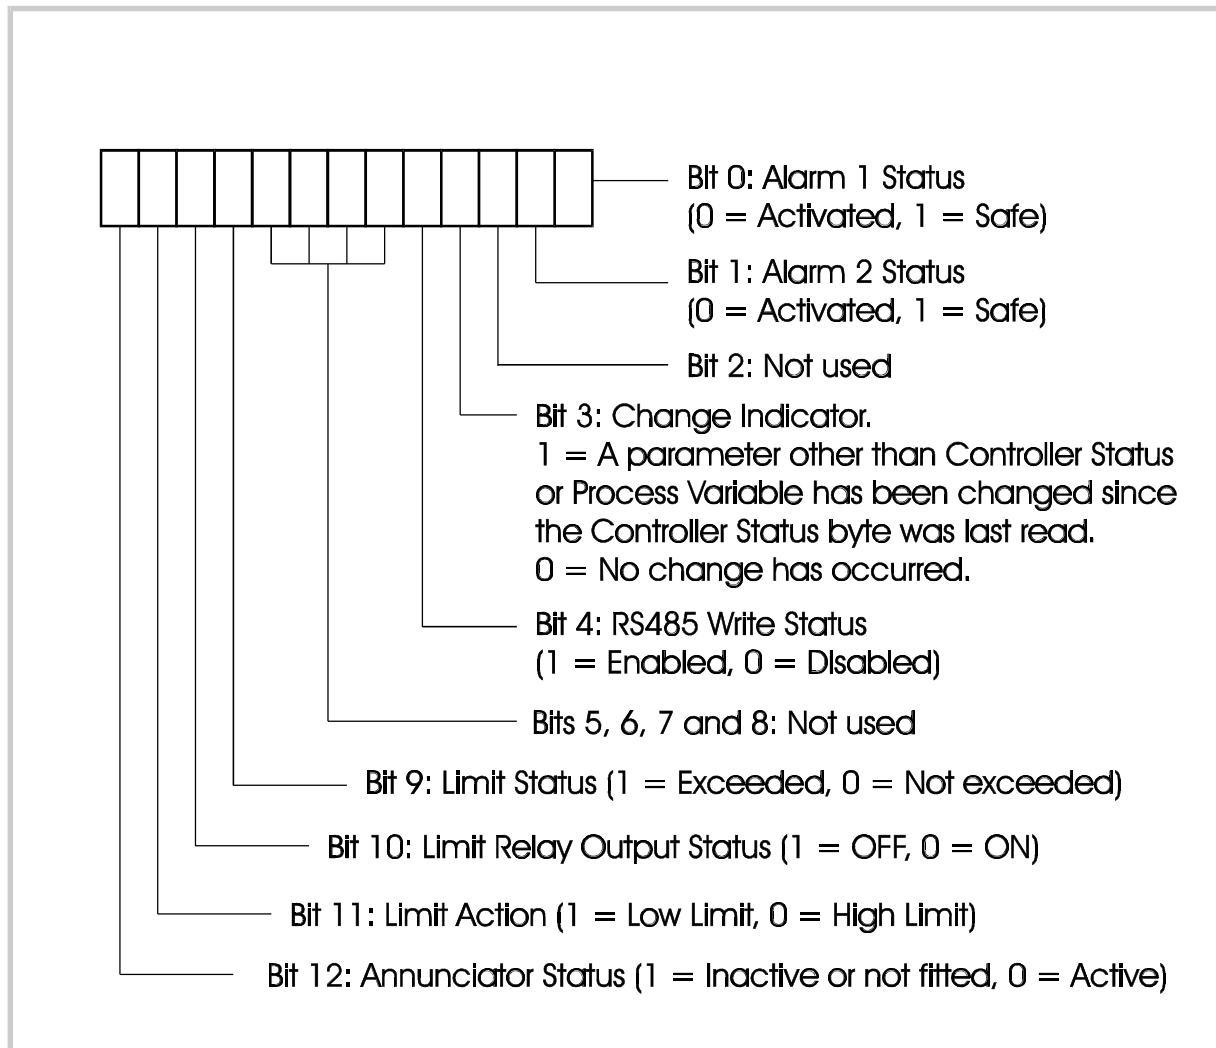 Bit 0: Alarm 1 Status
(0 = Activated, 1 = Safe)
Bit 1: Alarm 2 Status
(0 = Activated, 1 = Safe)
Bit 2: Not used
Bit 3: Change Indicator.
1 = A parameter other than Controller Status
or Process Variable has been changed since
the Controller Status byte was last read.
0 = No change has occurred.
Bit 4: RS485 Write Status
(1 = Enabled, 0 = Disabled)
Bits 5, 6, 7 and 8: Not used
Bit 9: Limit Status (1 = Exceeded, 0 = Not exceeded)
Bit 10: Limit Relay Output Status (1 = OFF, 0 = ON)
Bit 11: Limit Action (1 = Low Limit, 0 = High Limit)
Bit 12: Annunciator Status (1 = Inactive or not fitted, 0 = Active)